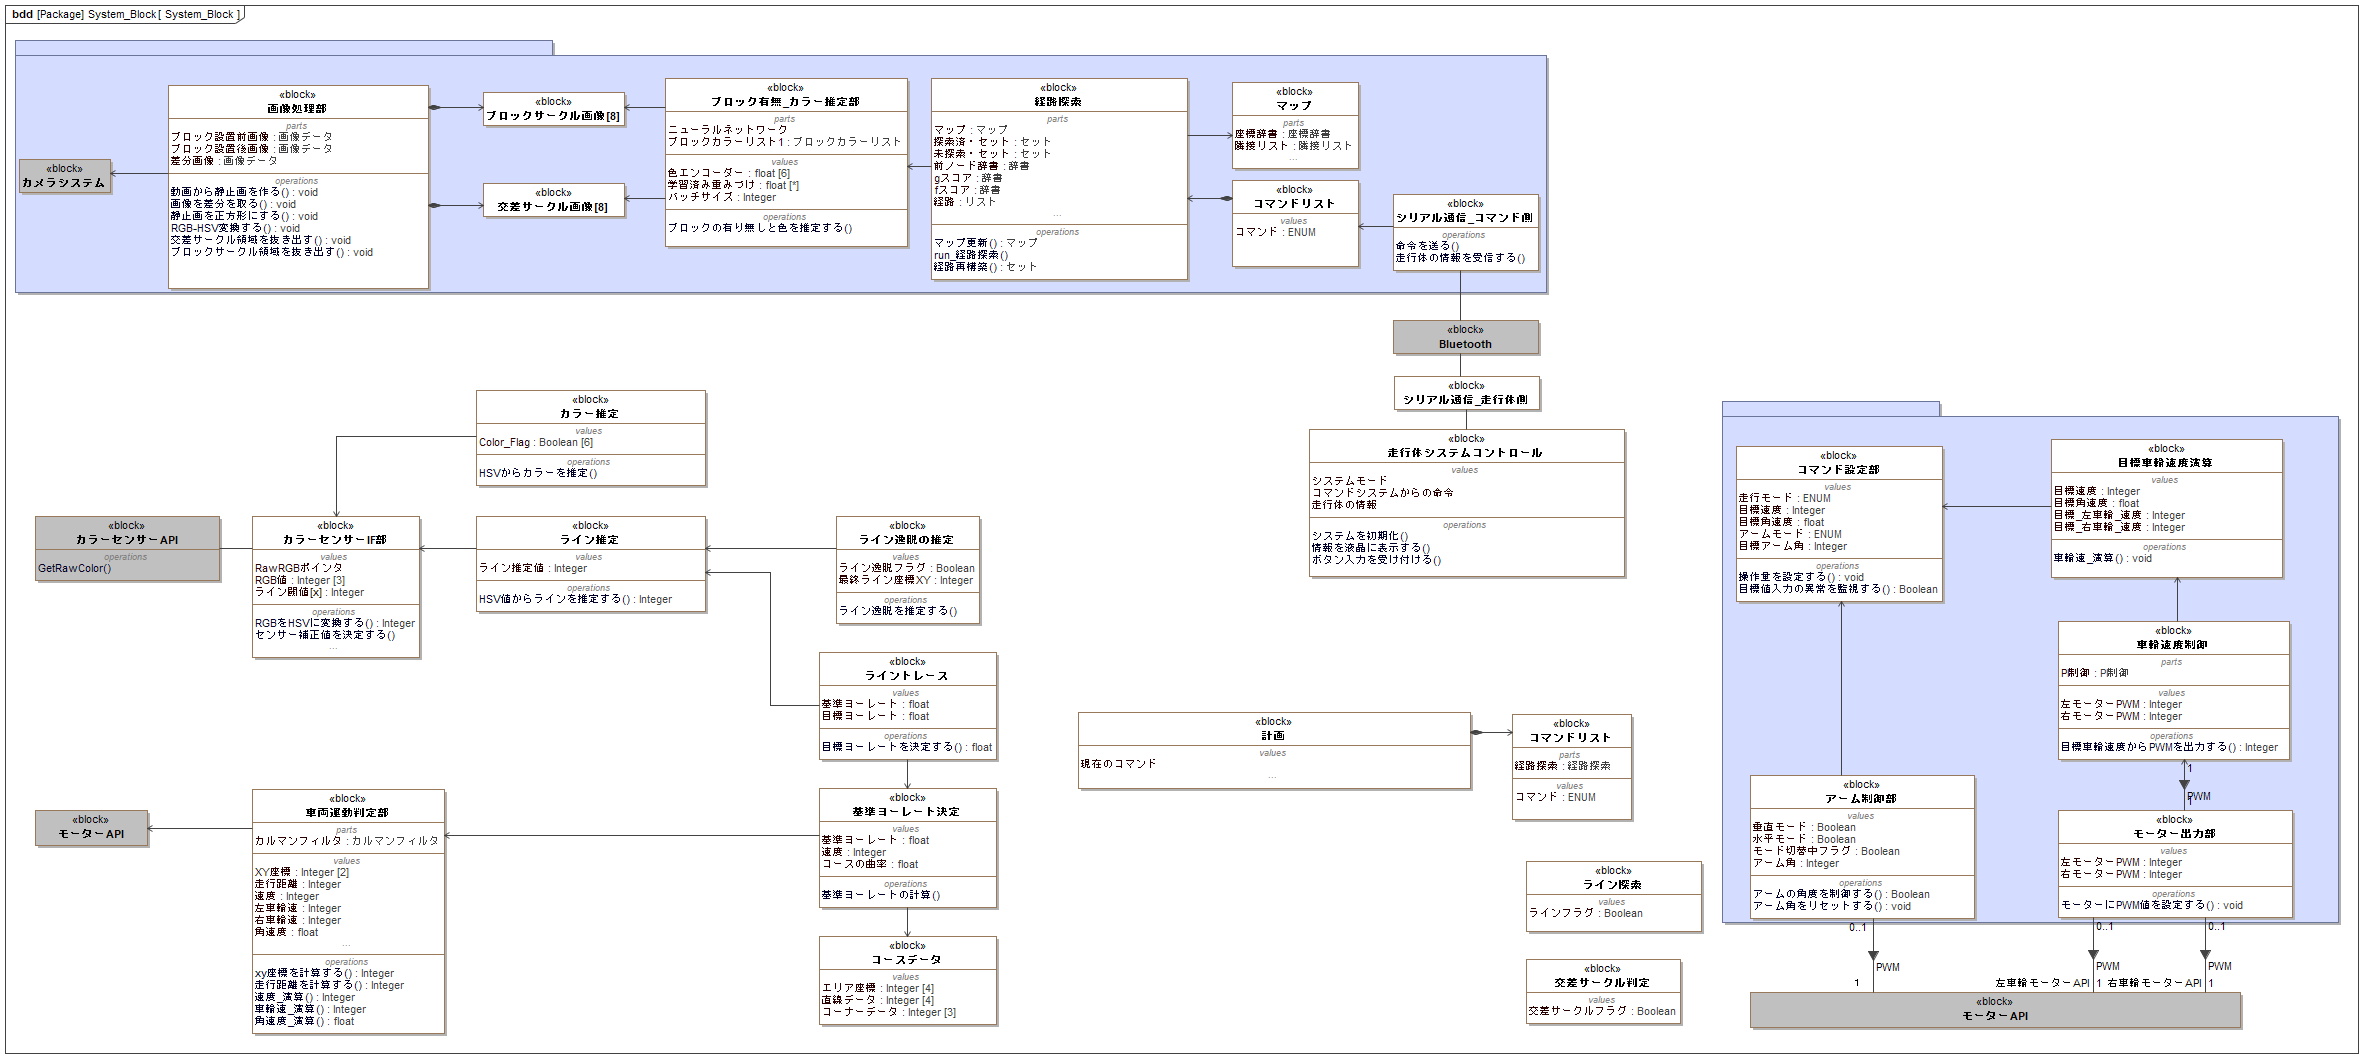 bdd [Package] System_Block [ System_Block ]
«block»
画像処理部
parts
ブロック設置前画像 : 画像データ
ブロック設置後画像 : 画像データ
差分画像 : 画像データ
operations
動画から静止画を作る() : void
画像を差分を取る() : void
静止画を正方形にする() : void
RGB-HSV変換する() : void
交差サークル領域を抜き出す() : void
ブロックサークル領域を抜き出す() : void
«block»
カメラシステム
«block»
ブロックサークル画像[8]
«block»
交差サークル画像[8]
«block»
ブロック有無_カラー推定部
parts
ニューラルネットワーク
ブロックカラーリスト1 : ブロックカラーリスト
values
色エンコーダー : float [6]
学習済み重みづけ : float [*]
バッチサイズ : Integer
operations
ブロックの有り無しと色を推定する()
«block»
経路探索
parts
マップ : マップ
探索済・セット : セット
未探索・セット : セット
前ノード辞書 : 辞書
gスコア : 辞書
fスコア : 辞書
経路 : リスト
...
operations
マップ更新() : マップ
run_経路探索()
経路再構築() : セット
«block»
マップ
parts
座標辞書 : 座標辞書
隣接リスト : 隣接リスト
...
«block»
コマンドリスト
values
コマンド : ENUM
«block»
シリアル通信_コマンド側
operations
命令を送る()
走行体の情報を受信する()
«block»
Bluetooth
«block»
シリアル通信_走行体側
«block»
走行体システムコントロール
values
システムモード
コマンドシステムからの命令
走行体の情報
operations
システムを初期化()
情報を液晶に表示する()
ボタン入力を受け付ける()
«block»
カラー推定
values
Color_Flag : Boolean [6]
operations
HSVからカラーを推定()
«block»
カラーセンサーAPI
operations
GetRawColor()
«block»
カラーセンサーIF部
values
RawRGBポインタ
RGB値 : Integer [3]
ライン閾値[x] : Integer
operations
RGBをHSVに変換する() : Integer
センサー補正値を決定する()
...
«block»
ライン推定
values
ライン推定値 : Integer
operations
HSV値からラインを推定する() : Integer
«block»
ライン逸脱の推定
values
ライン逸脱フラグ : Boolean
最終ライン座標XY : Integer
operations
ライン逸脱を推定する()
«block»
ライントレース
values
基準ヨーレート : float
目標ヨーレート : float
operations
目標ヨーレートを決定する() : float
«block»
基準ヨーレート決定
values
基準ヨーレート : float
速度 : Integer
コースの曲率 : float
operations
基準ヨーレートの計算()
«block»
コースデータ
values
エリア座標 : Integer [4]
直線データ : Integer [4]
コーナーデータ : Integer [3]
«block»
モーターAPI
«block»
車両運動判定部
parts
カルマンフィルタ : カルマンフィルタ
values
XY座標 : Integer [2]
走行距離 : Integer
速度 : Integer
左車輪速 : Integer
右車輪速 : Integer
角速度 : float
...
operations
xy座標を計算する() : Integer
走行距離を計算する() : Integer
速度_演算() : Integer
車輪速_演算() : Integer
角速度_演算() : float
«block»
計画
values
現在のコマンド
...
«block»
コマンドリスト
parts
経路探索 : 経路探索
values
コマンド : ENUM
«block»
ライン探索
values
ラインフラグ : Boolean
«block»
交差サークル判定
values
交差サークルフラグ : Boolean
«block»
コマンド設定部
values
走行モード : ENUM
目標速度 : Integer
目標角速度 : float
アームモード : ENUM
目標アーム角 : Integer
operations
操作量を設定する() : void
目標値入力の異常を監視する() : Boolean
«block»
目標車輪速度演算
values
目標速度 : Integer
目標角速度 : float
目標_左車輪_速度 : Integer
目標_右車輪_速度 : Integer
operations
車輪速_演算() : void
«block»
車輪速度制御
parts
P制御 : P制御
values
左モーターPWM : Integer
右モーターPWM : Integer
operations
目標車輪速度からPWMを出力する() : Integer
1
PWM
1
«block»
アーム制御部
values
垂直モード : Boolean
水平モード : Boolean
モード切替中フラグ : Boolean
アーム角 : Integer
operations
アームの角度を制御する() : Boolean
アーム角をリセットする() : void
«block»
モーター出力部
values
左モーターPWM : Integer
右モーターPWM : Integer
operations
モーターにPWM値を設定する() : void
0..1
0..1
0..1
PWM
PWM
PWM
1
左車輪モーターAPI
1
右車輪モーターAPI
1
«block»
モーターAPI